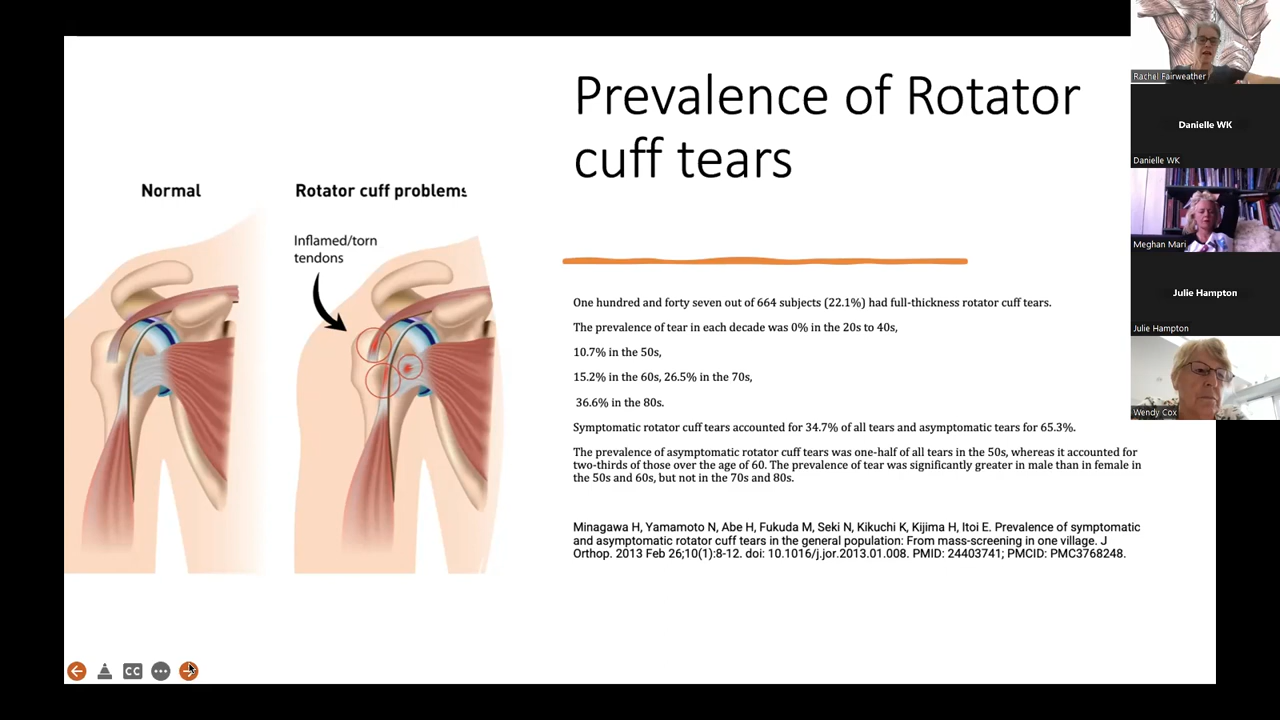 Prevalence of Rotator
cuff tears
Normal
Rotator cuff problems
Inflamed/torn
tendons
One hundred and forty seven out of 664 subjects (22.1%) had full-thickness rotator cuff tears.
The prevalence of tear in each decade was 0% in the 20s to 40s,
10.7% in the 50s,
15.2% in the 60s, 26.5% in the 70s,
36.6% in the 80s.
Symptomatic rotator cuff tears accounted for 34.7% of all tears and asymptomatic tears for 65.3%.
The prevalence of asymptomatic rotator cuff tears was one-half of all tears in the 50s, whereas it accounted for
two-thirds of those over the age of 60. The prevalence of tear was significantly greater in male than in female in
the 50s and 60s, but not in the 70s and 80s.
Minagawa H, Yamamoto N, Abe H, Fukuda M, Seki N, Kikuchi K, Kijima H, Itoi E. Prevalence of symptomatic
and asymptomatic rotator cuff tears in the general population: From mass-screening in one village. J
Orthop. 2013 Feb 26;10(1):8-12. doi: 10.1016/j.jor.2013.01.008. PMID: 24403741; PMCID: PMC3768248.
CC
Rachel Fairweather
Danielle WK
Danielle WK
Meghan Mari
Julie Hampton
Julie Hampton
Wendy Cox